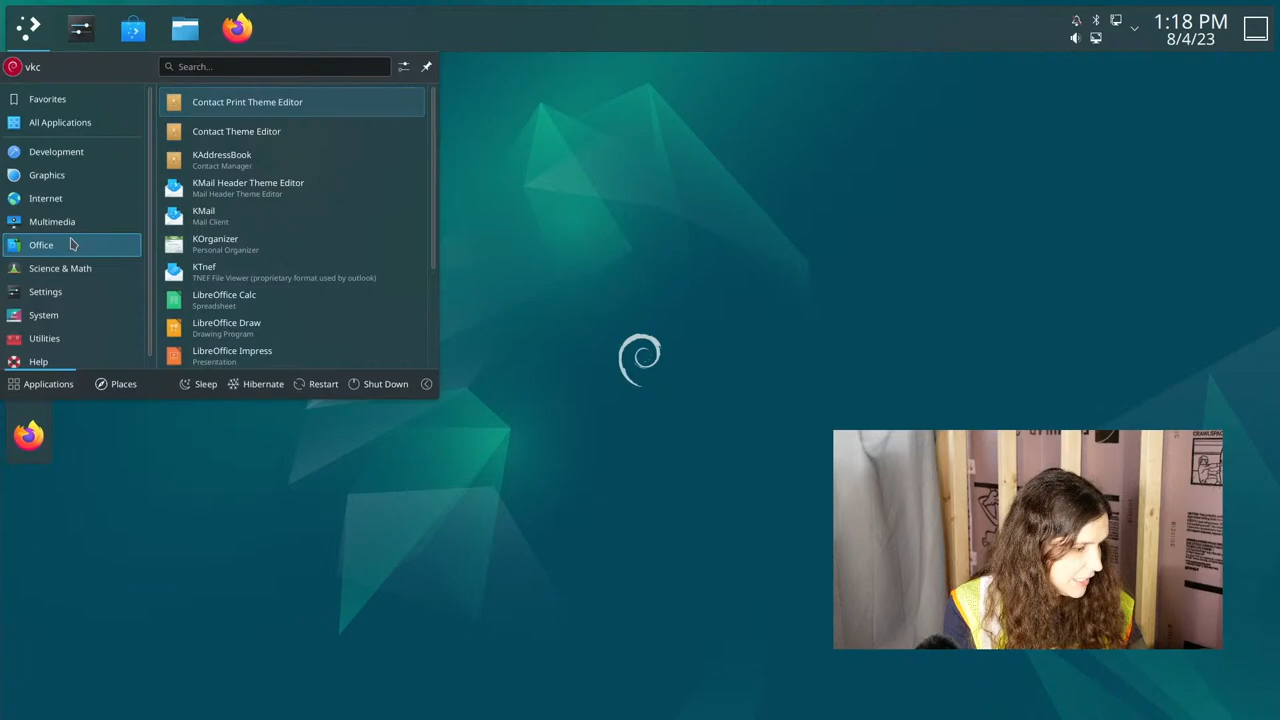 1:18 PM
8/4/23
vkc
Search...
Favorites
All Applications
Development
Graphics
Internet
Multimedia
Office
Science & Math
Settings
System
Utilities
Help
Contact Print Theme Editor
Contact Theme Editor
KAddressBook
Contact Manager
KMail Header Theme Editor
Mail Header Theme Editor
KMail
Mail Client
KOrganizer
Personal Organizer
KTnef
TNEF File Viewer (proprietary format used by outlook)
LibreOffice Calc
Spreadsheet
LibreOffice Draw
Drawing Program
LibreOffice Impress
Presentation
Applications
Places
Sleep
Hibernate
Restart
Shut Down
CRAWLSPACE